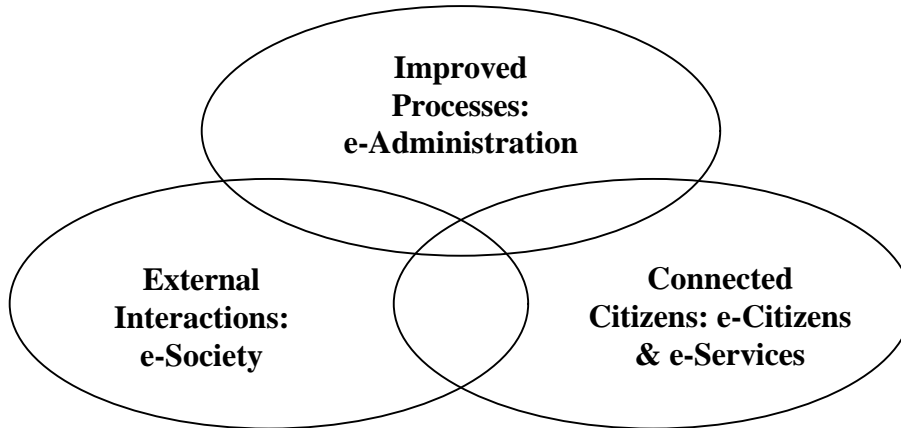 Improved
Processes:
e-Administration
External
Interactions:
e-Society
Connected
Citizens: e-Citizens
& e-Services